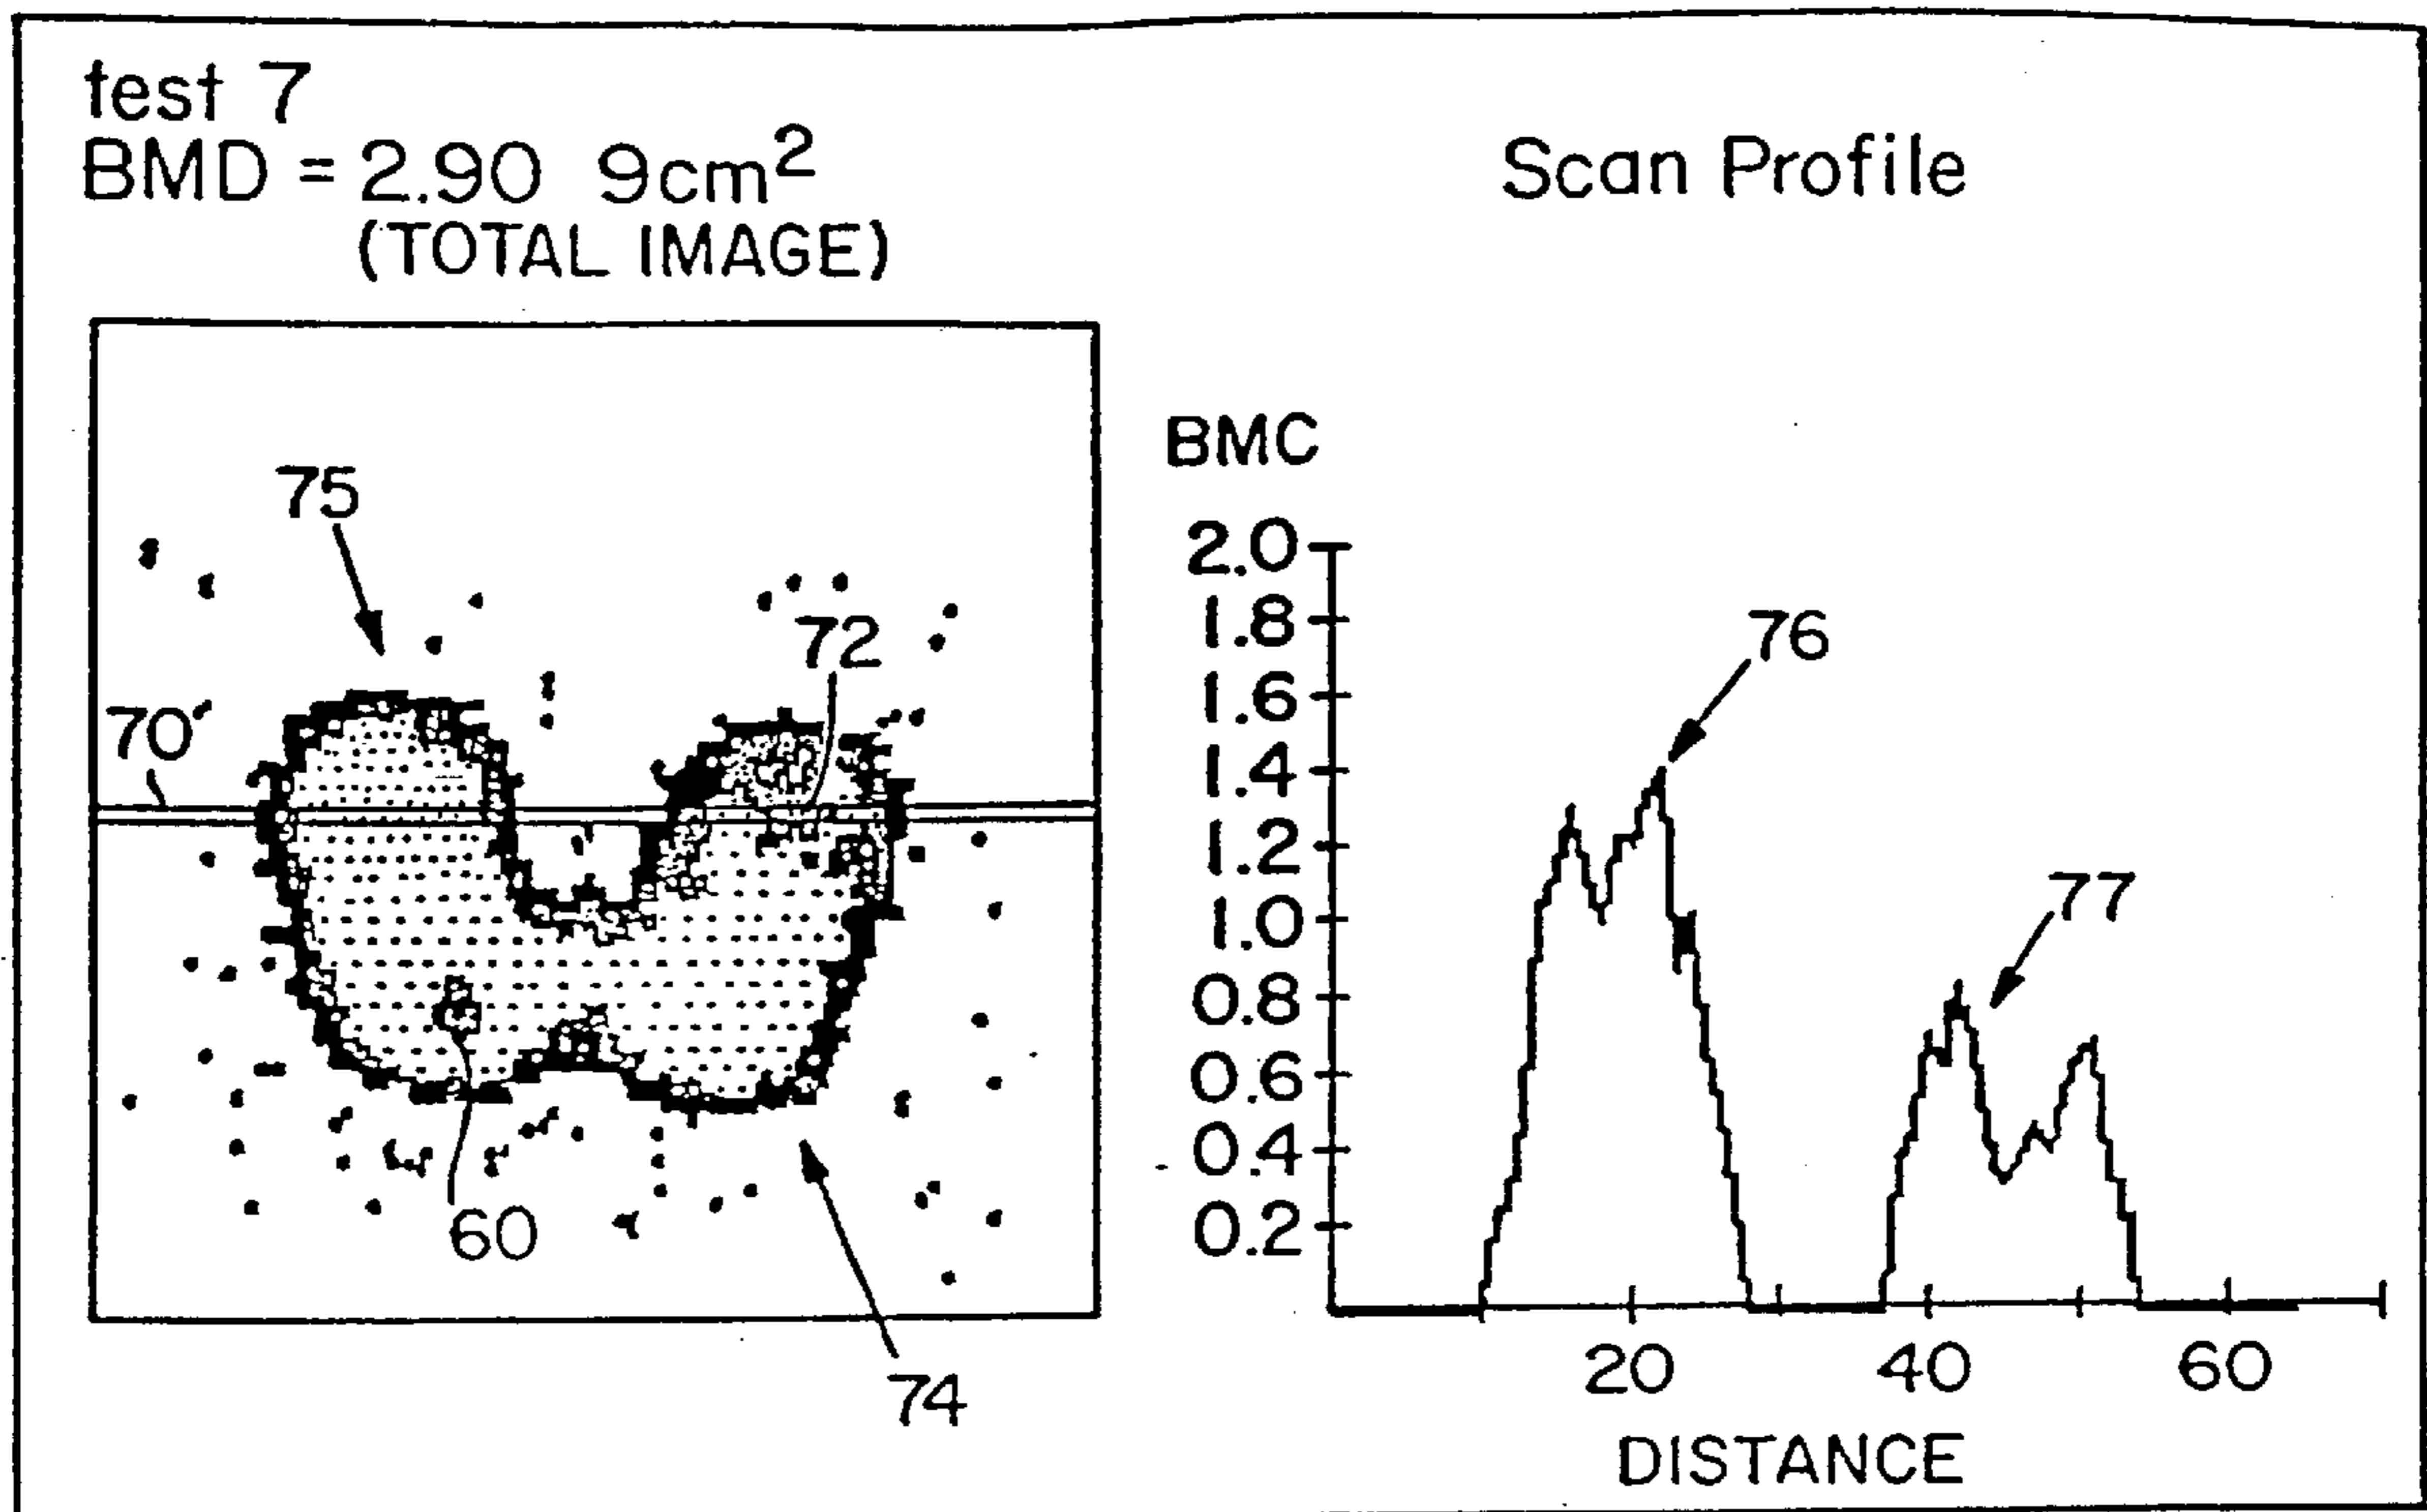 test 7
BMD = 2.90 9cm²
(TOTAL IMAGE)
Scan Profile
75
72
70'
60
74
BMC
2.0
1.8
1.6
1.4
1.2
1.0
0.8
0.6
0.4
0.2
76
77
20 40 60
DISTANCE